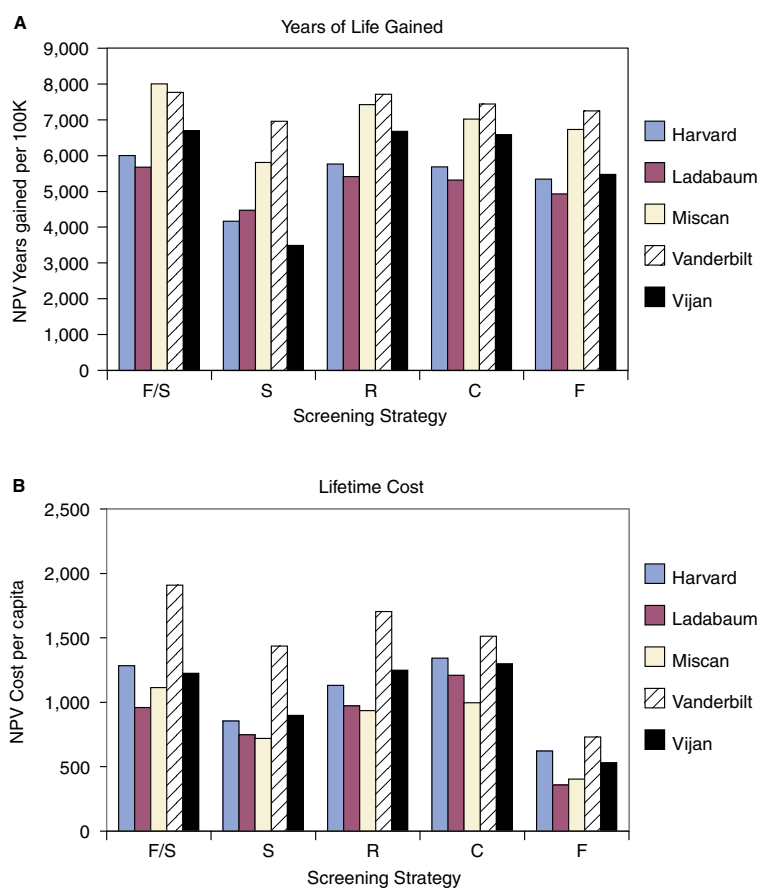 A
Years of Life Gained
NPV Years gained per 100K
9,000
8,000
7,000
6,000
5,000
4,000
3,000
2,000
1,000
0
F/S S R C F
Screening Strategy
Harvard
Ladabaum
Miscan
Vanderbilt
Vijan
B
Lifetime Cost
NPV Cost per capita
2,500
2,000
1,500
1,000
500
0
F/S S R C F
Screening Strategy
Harvard
Ladabaum
Miscan
Vanderbilt
Vijan